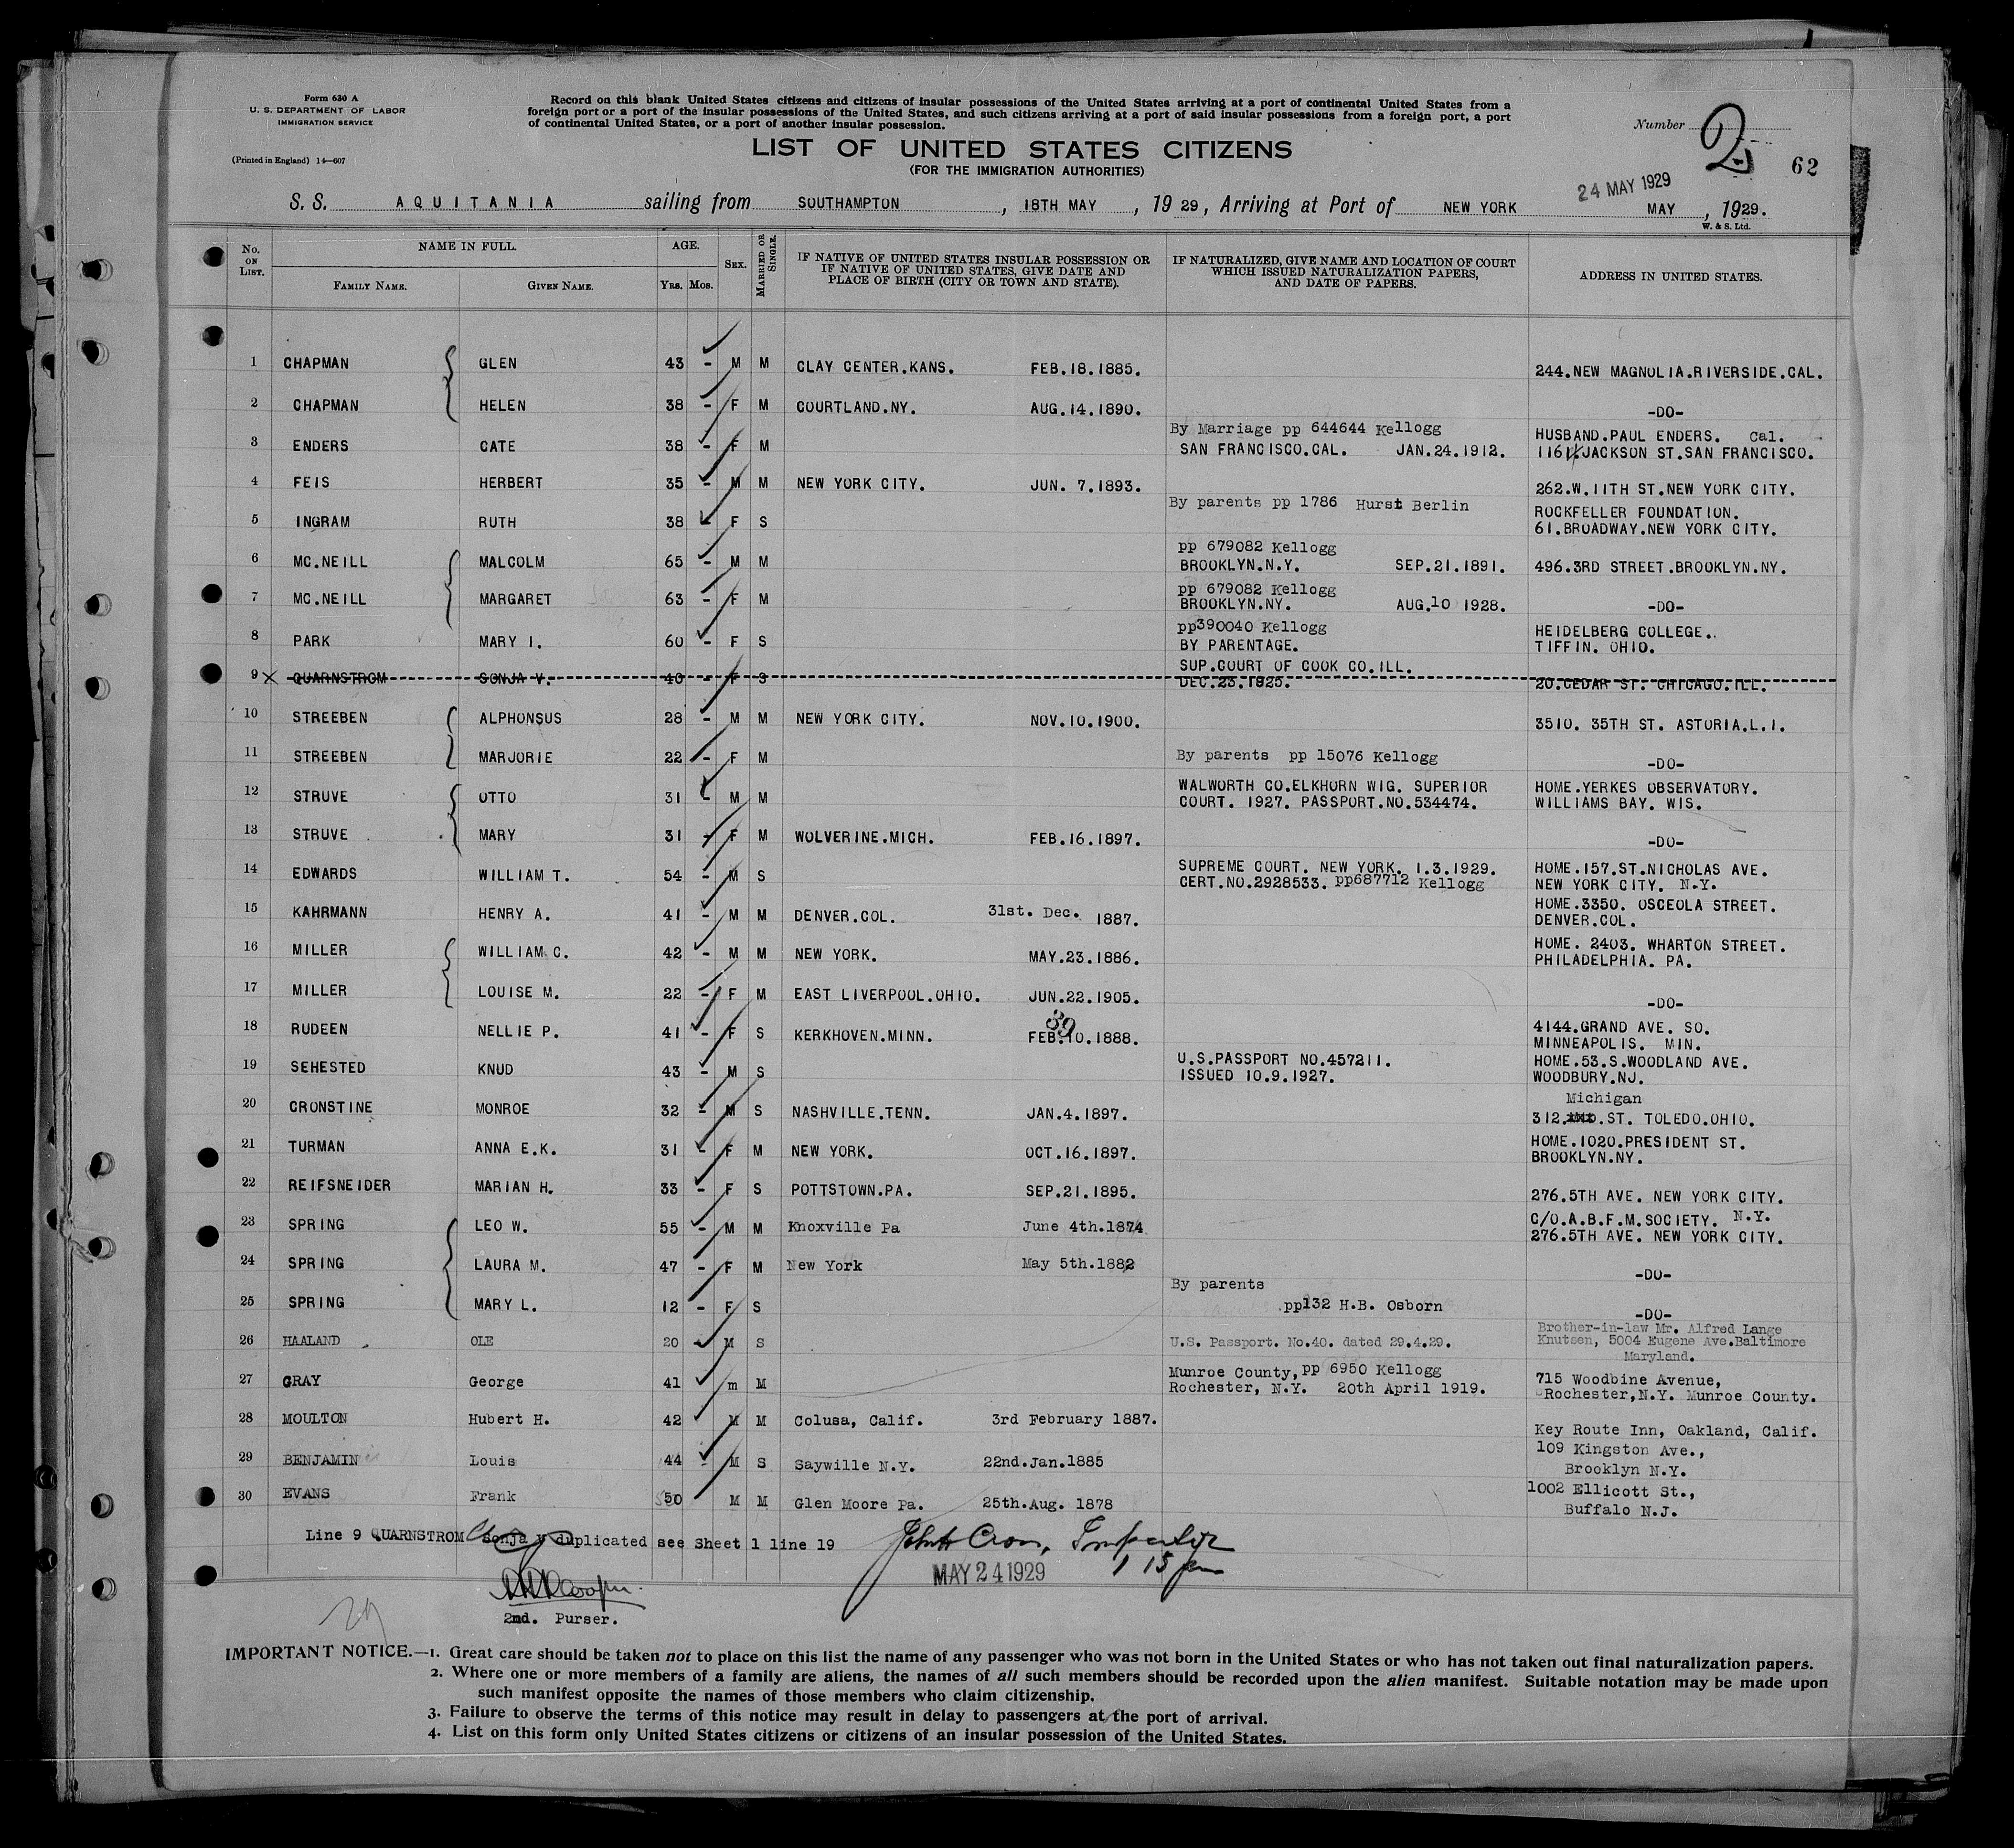 Form 630 A
U. S. DEPARTMENT OF LABOR
IMMIGRATION SERVICE
(Printed in England) 14—607
Record on this blank United States citizens and citizens of insular possessions of the United States arriving at a port of continental United States from a
foreign port or a port of the insular possessions of the United States, and such citizens arriving at a port of said insular possessions from a foreign port, a port
of continental United States, or a port of another insular possession.
Number 2 62
LIST OF UNITED STATES CITIZENS
(FOR THE IMMIGRATION AUTHORITIES)
24 MAY 1929
S. S. AQUITANIA sailing from SOUTHAMPTON, 18TH MAY, 1929, Arriving at Port of NEW YORK MAY, 1929.
W. & S. Ltd.
No. ON LIST.
NAME IN FULL.
FAMILY NAME. GIVEN NAME.
AGE.
YRS. MOS.
SEX.
MARRIED OR SINGLE.
IF NATIVE OF UNITED STATES INSULAR POSSESSION OR
IF NATIVE OF UNITED STATES, GIVE DATE AND
PLACE OF BIRTH (CITY OR TOWN AND STATE).
IF NATURALIZED, GIVE NAME AND LOCATION OF COURT
WHICH ISSUED NATURALIZATION PAPERS,
AND DATE OF PAPERS.
ADDRESS IN UNITED STATES.
1 CHAPMAN GLEN 43 - M M CLAY CENTER.KANS. FEB.18.1885. 244.NEW MAGNOLIA.RIVERSIDE.CAL.
2 CHAPMAN HELEN 38 - F M COURTLAND.NY. AUG.14.1890. -DO-
By Marriage pp 644644 Kellogg HUSBAND.PAUL ENDERS. Cal.
3 ENDERS CATE 38 - F M SAN FRANCISCO.CAL. JAN.24.1912. 1161.JACKSON ST.SAN FRANCISCO.
4 FEIS HERBERT 35 - M M NEW YORK CITY. JUN. 7.1893. 262.W.11TH ST.NEW YORK CITY.
By parents pp 1786 Hurst Berlin ROCKFELLER FOUNDATION.
5 INGRAM RUTH 38 - F S 61.BROADWAY.NEW YORK CITY.
pp 679082 Kellogg
6 MC.NEILL MALCOLM 65 - M M BROOKLYN.N.Y. SEP.21.1891. 496.3RD STREET.BROOKLYN.NY.
pp 679082 Kellogg
7 MC.NEILL MARGARET 63 - F M BROOKLYN.NY. AUG.10 1928. -DO-
pp390040 Kellogg HEIDELBERG COLLEGE.
8 PARK MARY I. 60 - F S BY PARENTAGE. TIFFIN. OHIO.
SUP.COURT OF COOK CO.ILL.
9 X QUARNSTROM SONJA V. 40 - F S DEC.23.1925. 20.CEDAR ST. CHICAGO.ILL.
10 STREEBEN ALPHONSUS 28 - M M NEW YORK CITY. NOV.10.1900. 3510. 35TH ST. ASTORIA.L.I.
11 STREEBEN MARJORIE 22 - F M By parents pp 15076 Kellogg -DO-
WALWORTH CO.ELKHORN WIG. SUPERIOR HOME.YERKES OBSERVATORY.
12 STRUVE OTTO 31 - M M COURT. 1927. PASSPORT.NO.534474. WILLIAMS BAY. WIS.
13 STRUVE MARY 31 - F M WOLVERINE.MICH. FEB.16.1897. -DO-
SUPREME COURT. NEW YORK. 1.3.1929. HOME.157.ST.NICHOLAS AVE.
14 EDWARDS WILLIAM T. 54 - M S CERT.NO.2928533. pp687712 Kellogg NEW YORK CITY. N.Y.
HOME.3350. OSCEOLA STREET.
15 KAHRMANN HENRY A. 41 - M M DENVER.COL. 31st. Dec. 1887. DENVER.COL.
HOME. 2403. WHARTON STREET.
16 MILLER WILLIAM C. 42 - M M NEW YORK. MAY.23.1886. PHILADELPHIA. PA.
17 MILLER LOUISE M. 22 - F M EAST LIVERPOOL.OHIO. JUN.22.1905. -DO-
39 4144.GRAND AVE. SO.
18 RUDEEN NELLIE P. 41 - F S KERKHOVEN.MINN. FEB.10.1888. MINNEAPOLIS. MIN.
U.S.PASSPORT NO.457211. HOME.53.S.WOODLAND AVE.
19 SEHESTED KNUD 43 - M S ISSUED 10.9.1927. WOODBURY.NJ.
Michigan
20 CRONSTINE MONROE 32 - M S NASHVILLE.TENN. JAN.4.1897. 312. .ST. TOLEDO.OHIO.
HOME.1020.PRESIDENT ST.
21 TURMAN ANNA E.K. 31 - F M NEW YORK. OCT.16.1897. BROOKLYN.NY.
22 REIFSNEIDER MARIAN H. 33 - F S POTTSTOWN.PA. SEP.21.1895. 276.5TH AVE. NEW YORK CITY.
C/O.A.B.F.M.SOCIETY. N.Y.
23 SPRING LEO W. 55 - M M Knoxville Pa June 4th.1874 276.5TH AVE. NEW YORK CITY.
24 SPRING LAURA M. 47 - F M New York May 5th.1882 -DO-
By parents
25 SPRING MARY L. 12 - F S pp132 H.B. Osborn -DO-
Brother-in-law Mr. Alfred Lange
26 HAALAND OLE 20 M S U.S. Passport. No.40. dated 29.4.29. Knutsen, 5004 Eugene Ave.Baltimore
Maryland.
Munroe County, pp 6950 Kellogg 715 Woodbine Avenue,
27 GRAY George 41 m M Rochester, N.Y. 20th April 1919. Rochester,N.Y. Munroe County.
28 MOULTON Hubert H. 42 M M Colusa, Calif. 3rd February 1887. Key Route Inn, Oakland, Calif.
109 Kingston Ave.,
29 BENJAMIN Louis 44 - M S Saywille N.Y. 22nd.Jan.1885 Brooklyn N.Y.
1002 Ellicott St.,
30 EVANS Frank 50 M M Glen Moore Pa. 25th.Aug. 1878 Buffalo N.J.
Line 9 QUARNSTROM Sonja V duplicated see Sheet 1 line 19
MAY 24 1929 1 15 pm
2nd. Purser.
29
IMPORTANT NOTICE.—1. Great care should be taken not to place on this list the name of any passenger who was not born in the United States or who has not taken out final naturalization papers.
2. Where one or more members of a family are aliens, the names of all such members should be recorded upon the alien manifest. Suitable notation may be made upon
such manifest opposite the names of those members who claim citizenship.
3. Failure to observe the terms of this notice may result in delay to passengers at the port of arrival.
4. List on this form only United States citizens or citizens of an insular possession of the United States.